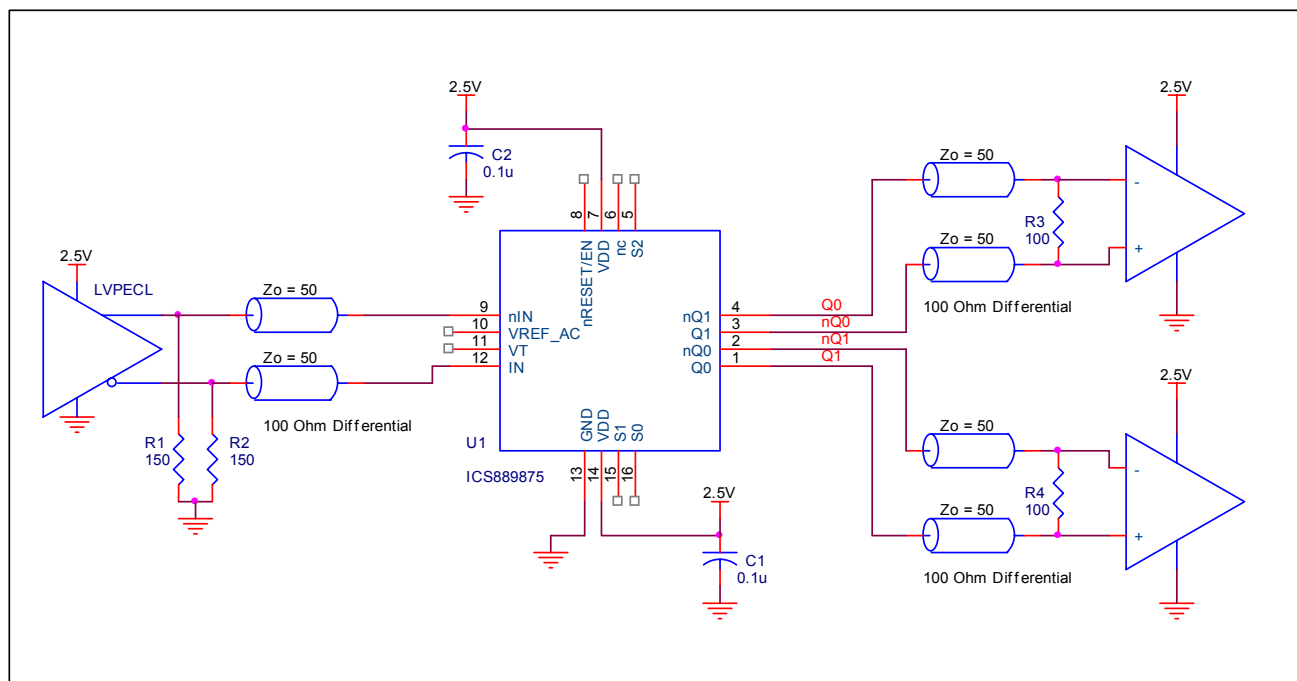 2.5V
C2
0.1u
8
7
6
5
nRESET/EN
VDD
nc
S2
2.5V
LVPECL
Zo = 50
Zo = 50
100 Ohm Differential
R1
150
R2
150
9
10
11
12
nIN
VREF_AC
VT
IN
nQ1
Q1
nQ0
Q0
4
3
2
1
Q0
nQ0
nQ1
Q1
GND
VDD
S1
S0
13
14
15
16
U1
ICS889875
2.5V
C1
0.1u
2.5V
Zo = 50
Zo = 50
R3
100
-
+
100 Ohm Differential
2.5V
Zo = 50
Zo = 50
R4
100
-
+
100 Ohm Differential